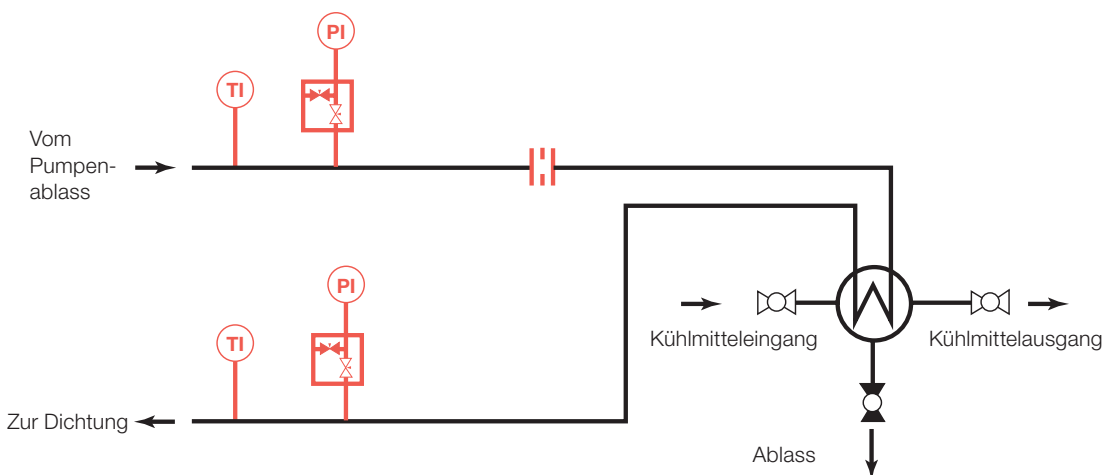 PI
TI
Vom
Pumpen-
ablass
PI
TI
Kühlmitteleingang
Kühlmittelausgang
Zur Dichtung
Ablass